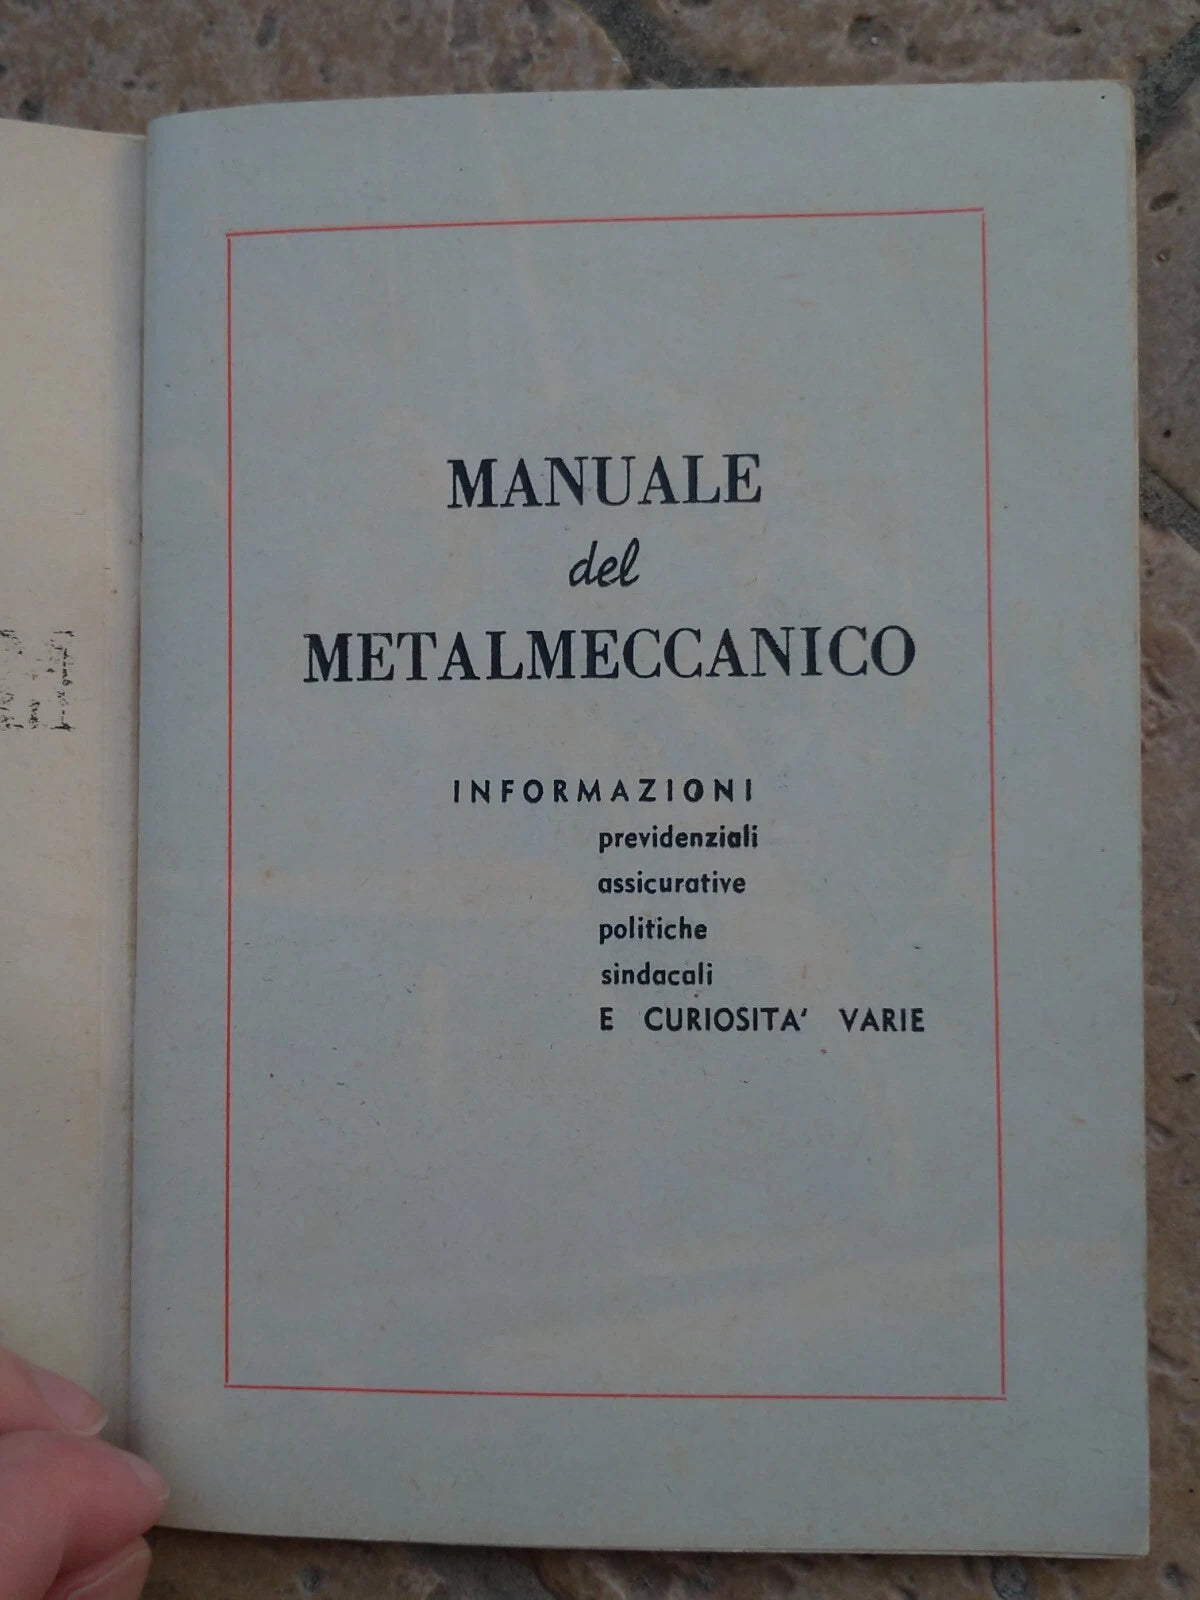 MANUALE
del
METALMECCANICO
INFORMAZIONI
previdenziali
assicurative
politiche
sindacali
E CURIOSITA' VARIE